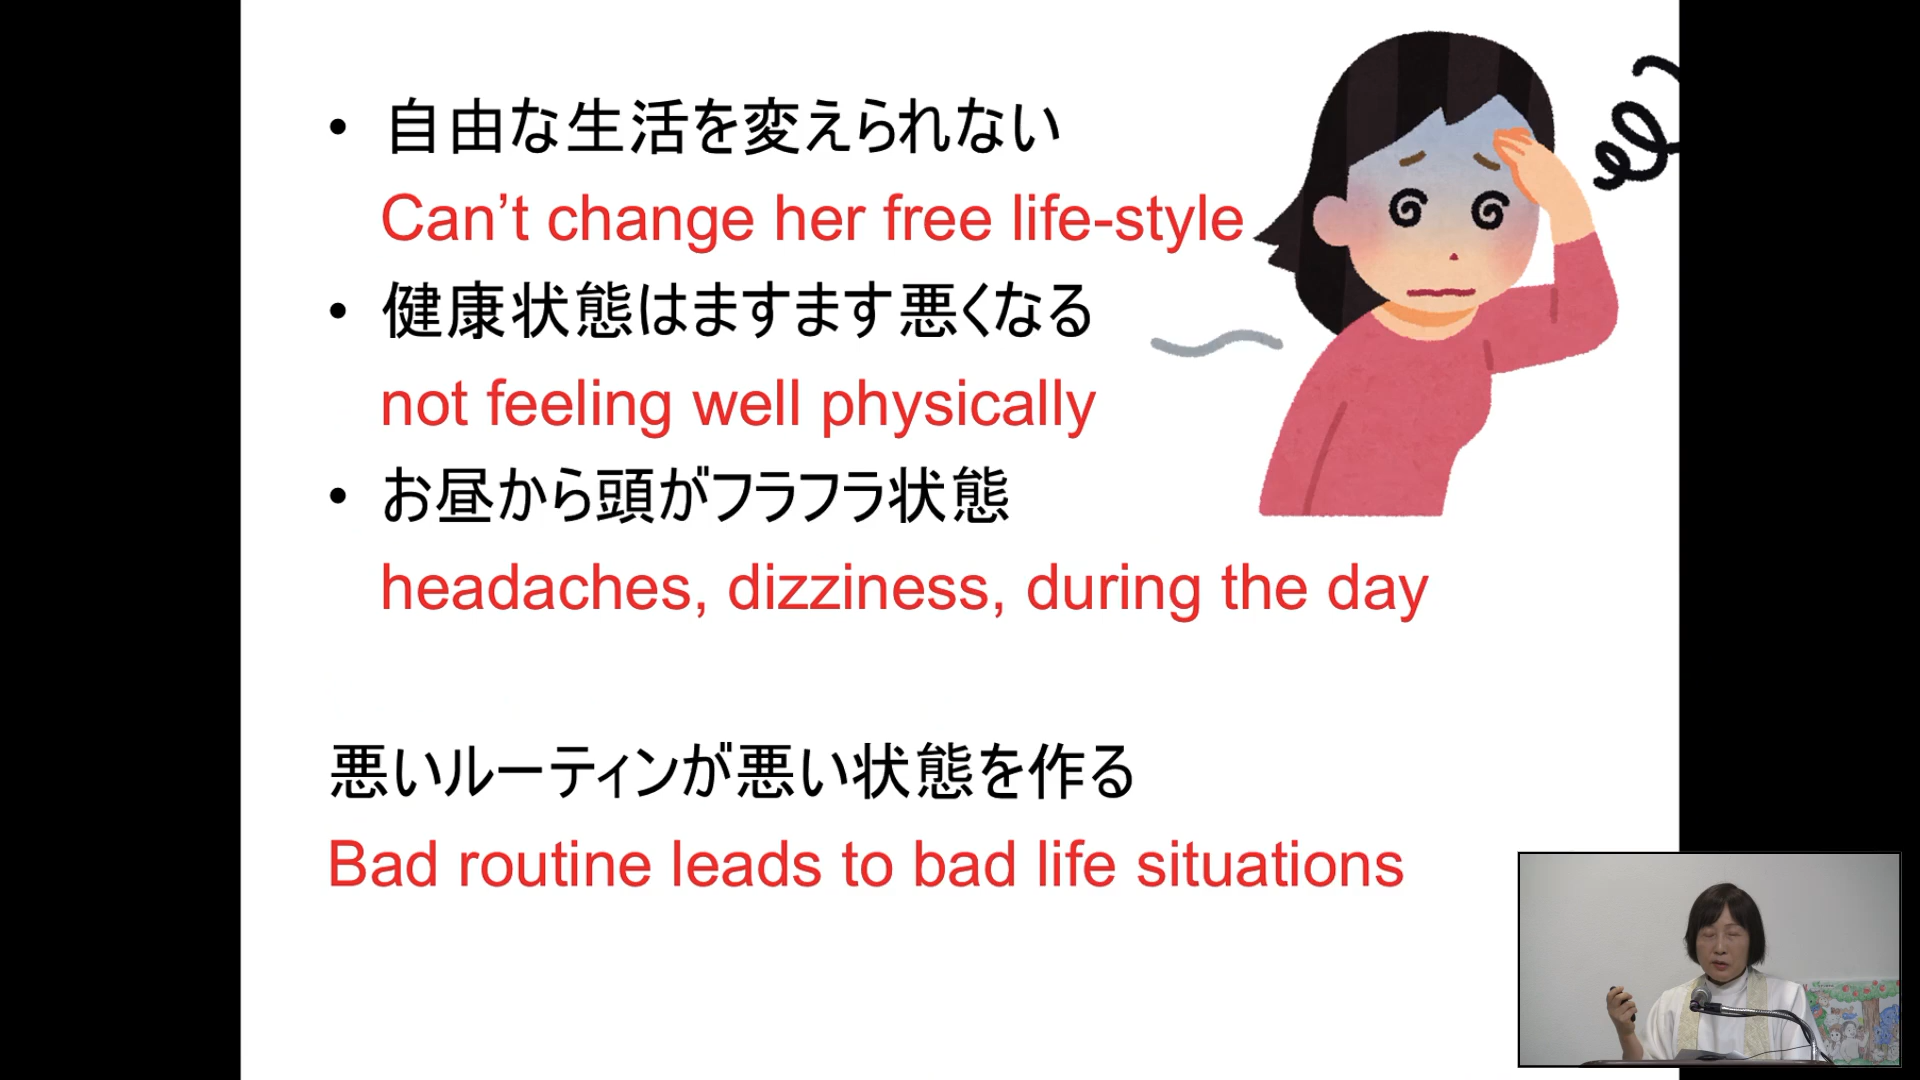 • 自由な生活を変えられない
Can’t change her free life-style
• 健康状態はますます悪くなる
not feeling well physically
• お昼から頭がフラフラ状態
headaches, dizziness, during the day
悪いルーティンが悪い状態を作る
Bad routine leads to bad life situations